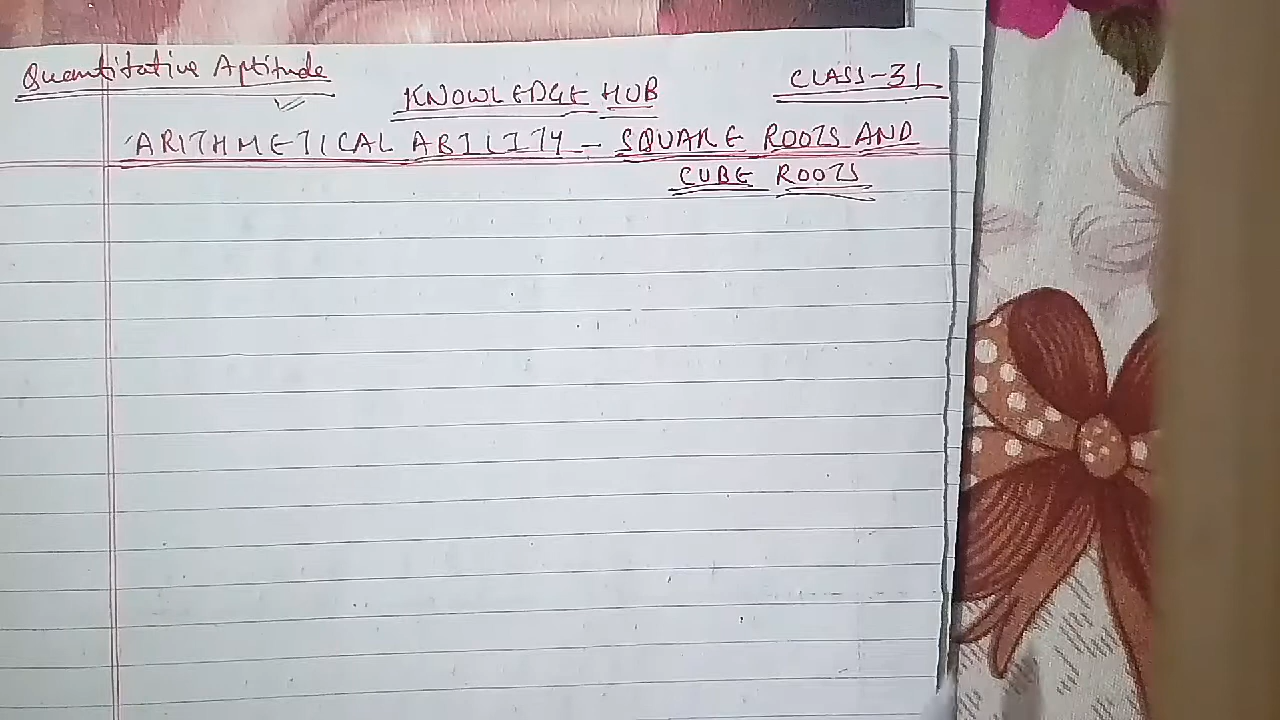 Quantitative Aptitude
KNOWLEDGE HUB
CLASS-31
ARITHMETICAL ABILITY - SQUARE ROOTS AND
CUBE ROOTS